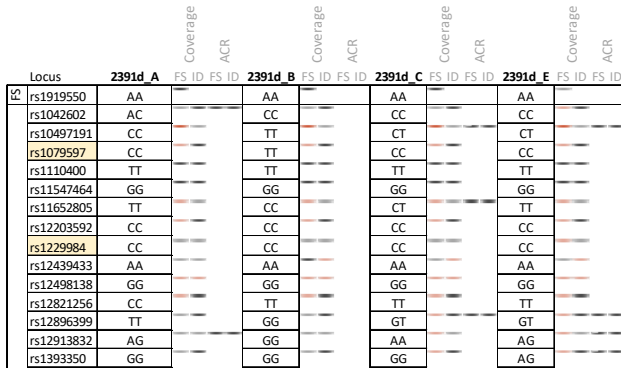 Coverage ACR Coverage ACR Coverage ACR Coverage ACR
Locus 2391d_A FS ID FS ID 2391d_B FS ID FS ID 2391d_C FS ID FS ID 2391d_E FS ID FS ID
FS rs1919550 AA AA AA AA
rs1042602 AC CC CC CC
rs10497191 CC TT CT CT
rs1079597 CC TT CC CC
rs1110400 TT TT TT TT
rs11547464 GG GG GG GG
rs11652805 TT CC CT TT
rs12203592 CC CC CC CC
rs1229984 CC CC CC CC
rs12439433 AA AA AA AA
rs12498138 GG GG GG GG
rs12821256 CC TT TT TT
rs12896399 TT GG GT GT
rs12913832 AG GG AA AG
rs1393350 GG GG GG AG